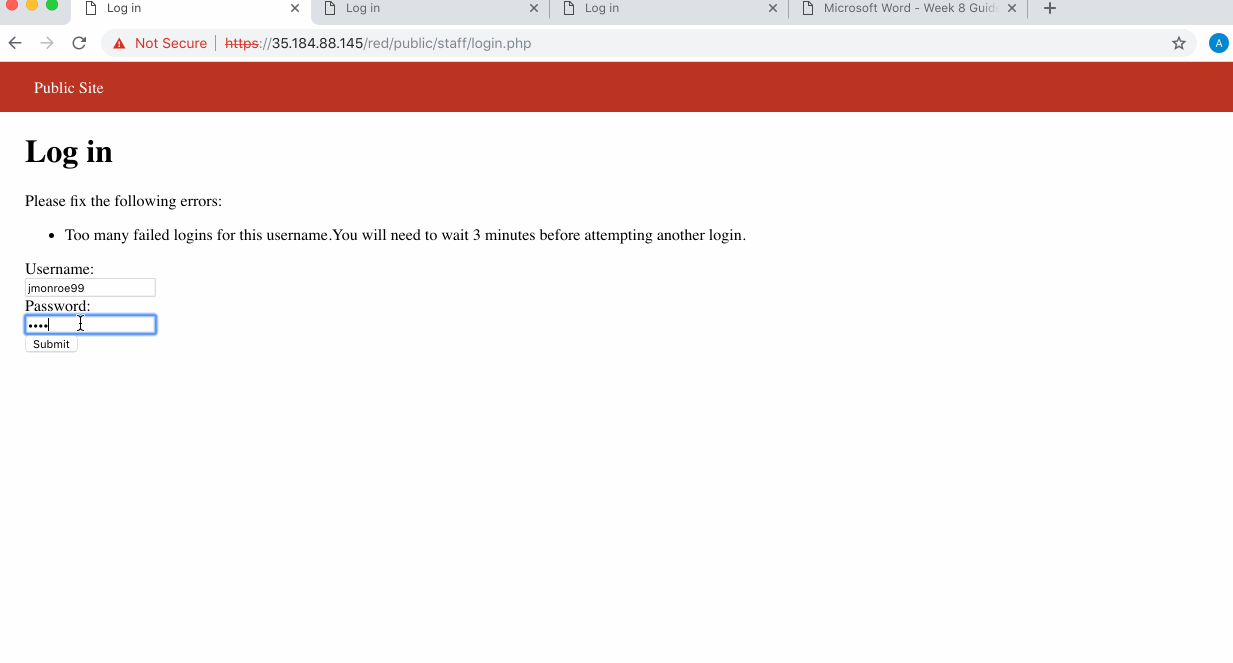 Log in
Log in
Log in
Microsoft Word - Week 8 Guid
Not Secure
https://35.184.88.145/red/public/staff/login.php
A
Public Site
Log in
Please fix the following errors:
Too many failed logins for this username.You will need to wait 3 minutes before attempting another login.
Username:
jmonroe99
Password:
••••
Submit